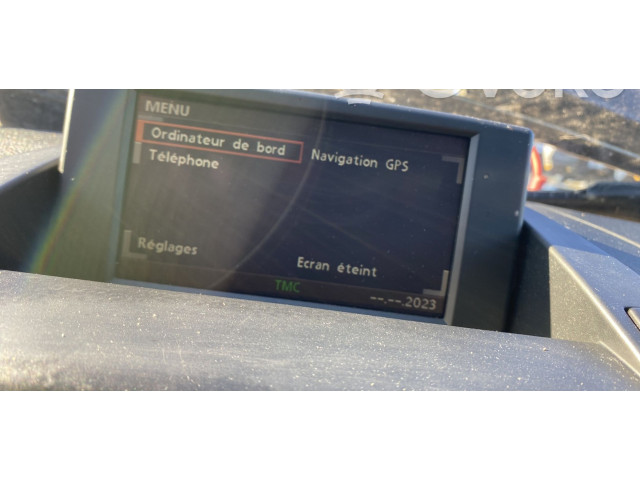 MENU
Ordinateur de bord
Téléphone
Navigation GPS
Réglages
Ecran éteint
TMC
--.--.2023